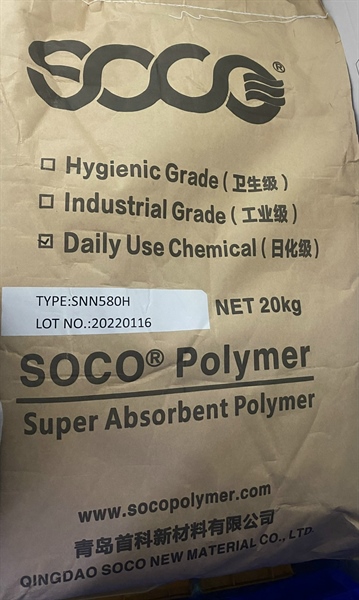 SOCO®
Hygienic Grade (卫生级)
Industrial Grade (工业级)
Daily Use Chemical (日化级)
TYPE:SNN580H
LOT NO.:20220116
NET 20kg
SOCO® Polymer
Super Absorbent Polymer
www.socopolymer.com
青岛首科新材料有限公司
QINGDAO SOCO NEW MATERIAL CO., LTD.